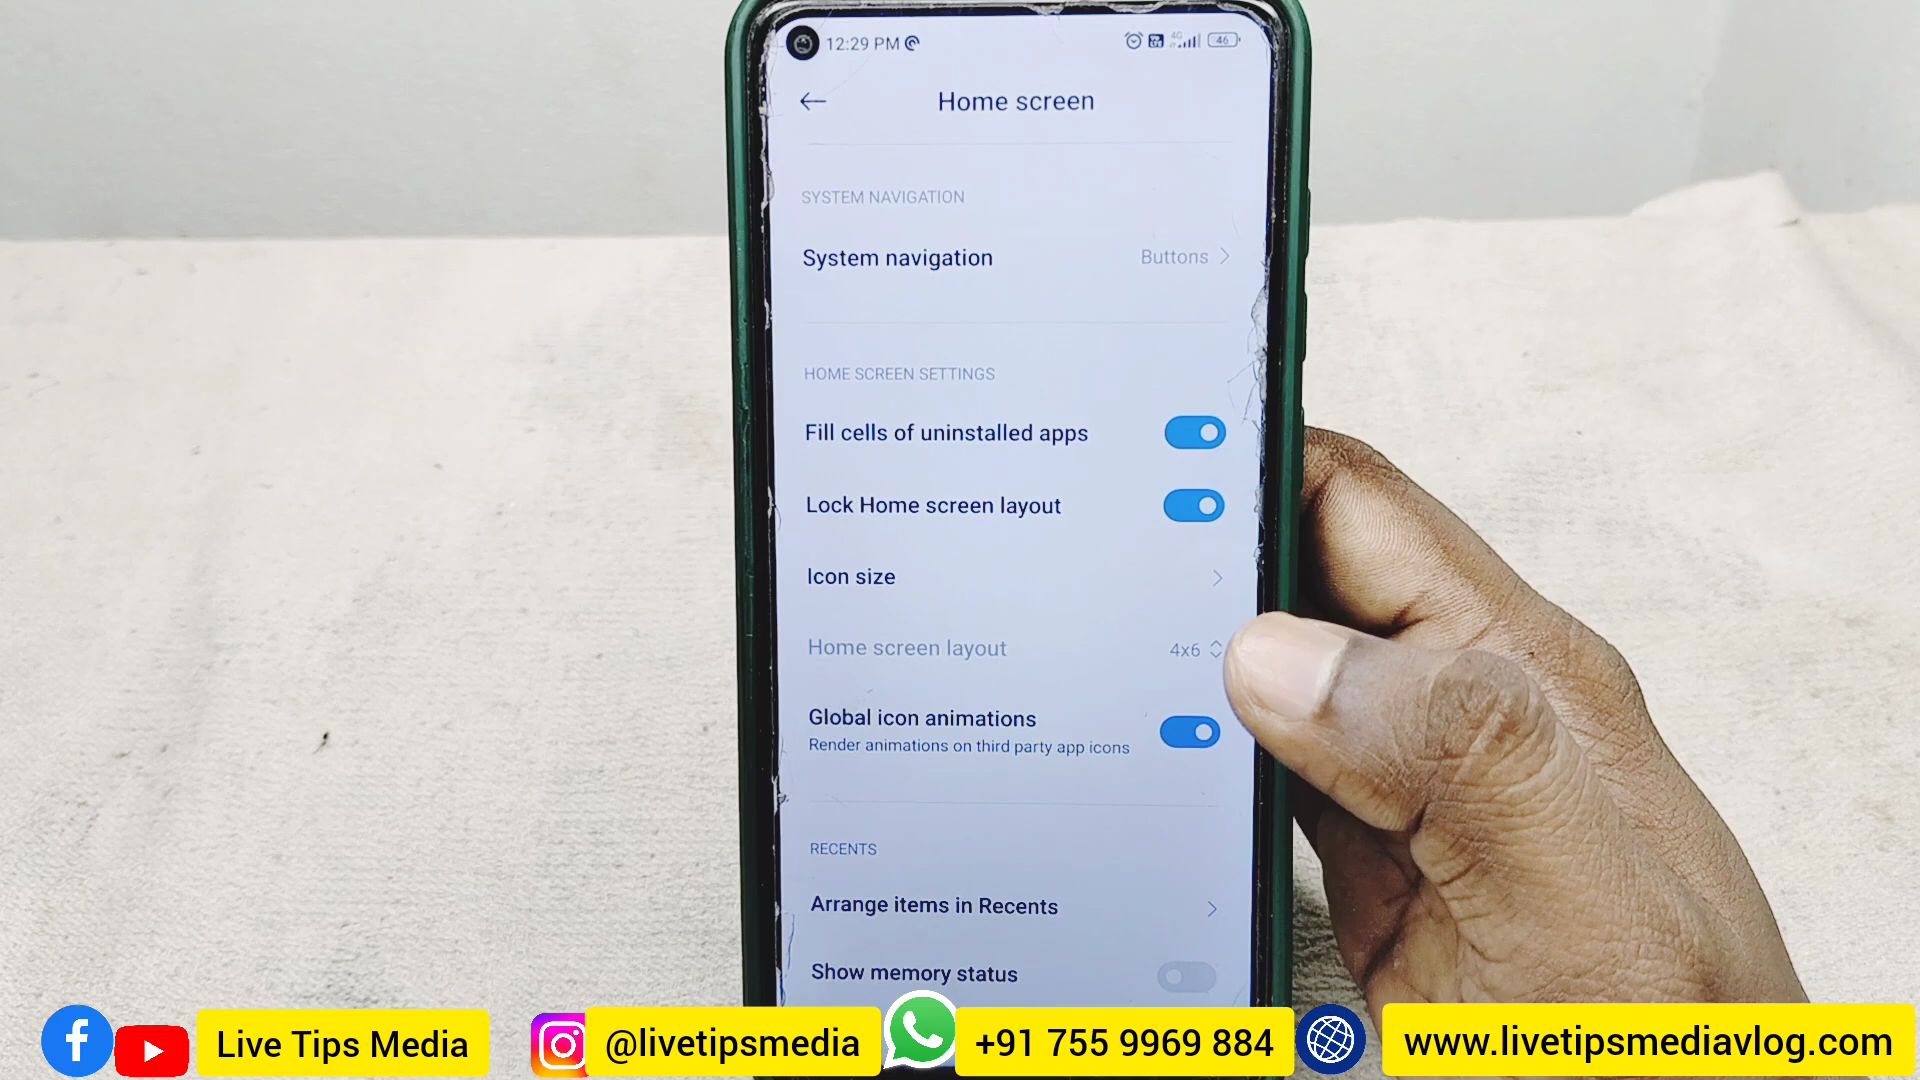 12:29 PM
4G
46
Home screen
SYSTEM NAVIGATION
System navigation
Buttons
HOME SCREEN SETTINGS
Fill cells of uninstalled apps
Lock Home screen layout
Icon size
Home screen layout
4x6
Global icon animations
Render animations on third party app icons
RECENTS
Arrange items in Recents
Show memory status
Live Tips Media
@livetipsmedia
+91 755 9969 884
www.livetipsmediavlog.com